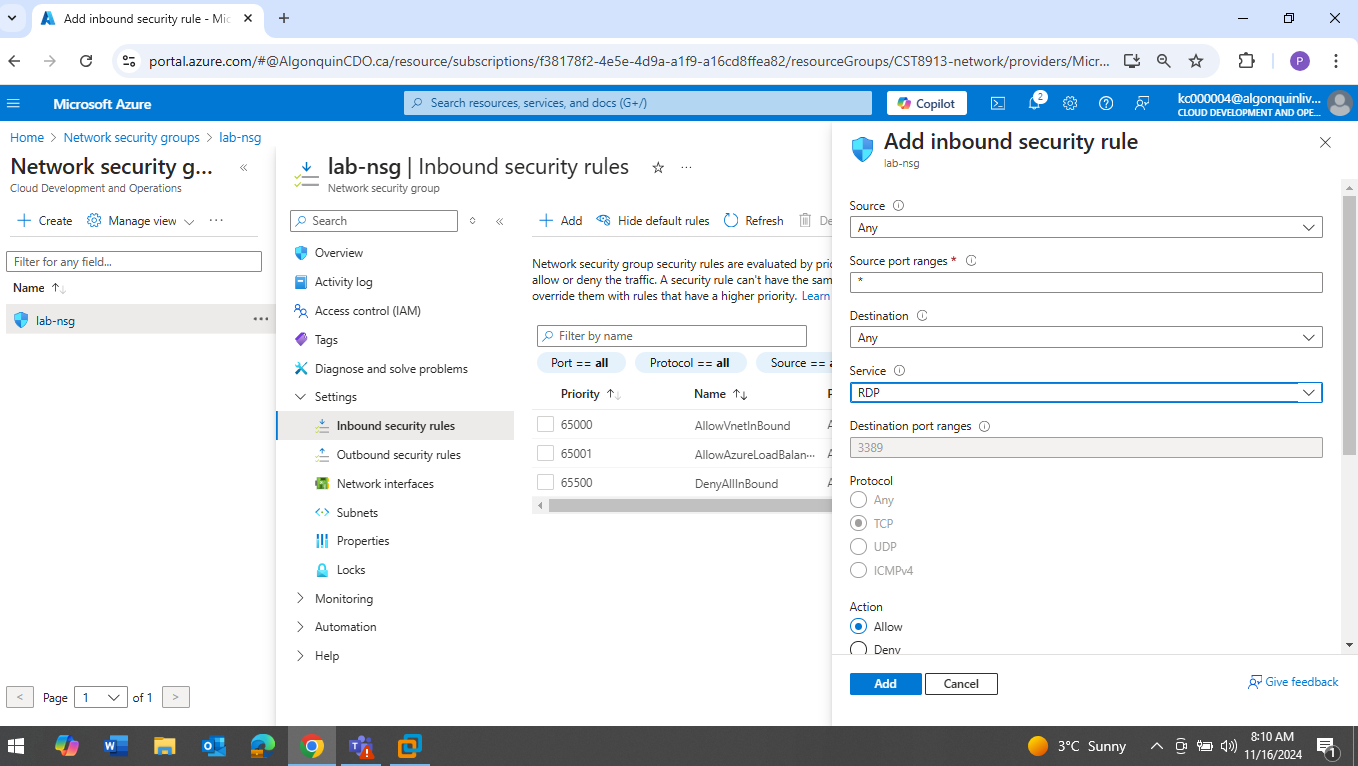 Add inbound security rule - Mic
portal.azure.com/#@AlgonquinCDO.ca/resource/subscriptions/f38178f2-4e5e-4d9a-a1f9-a16cd8ffea82/resourceGroups/CST8913-network/providers/Micr...
P
Microsoft Azure
Search resources, services, and docs (G+/)
Copilot
2
kc000004@algonquinliv...
CLOUD DEVELOPMENT AND OPE...
Home > Network security groups > lab-nsg
Network security g...
Cloud Development and Operations
Create
Manage view
Filter for any field...
Name
lab-nsg
Page 1 of 1
lab-nsg | Inbound security rules
Network security group
Search
Overview
Activity log
Access control (IAM)
Tags
Diagnose and solve problems
Settings
Inbound security rules
Outbound security rules
Network interfaces
Subnets
Properties
Locks
Monitoring
Automation
Help
Add
Hide default rules
Refresh
De
Network security group security rules are evaluated by prio
allow or deny the traffic. A security rule can't have the sam
override them with rules that have a higher priority. Learn
Filter by name
Port == all
Protocol == all
Source == a
Priority
Name
65000 AllowVnetInBound
65001 AllowAzureLoadBalan...
65500 DenyAllInBound
Add inbound security rule
lab-nsg
Source
Any
Source port ranges *
*
Destination
Any
Service
RDP
Destination port ranges
3389
Protocol
Any
TCP
UDP
ICMPv4
Action
Allow
Deny
Add
Cancel
Give feedback
3°C Sunny
8:10 AM
11/16/2024
1